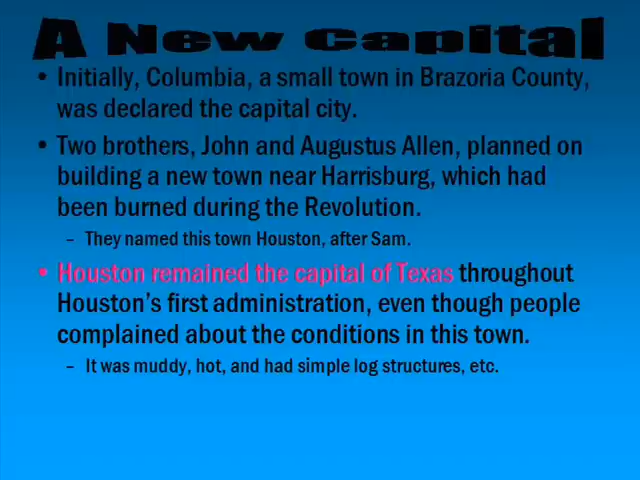 A New Capital
• Initially, Columbia, a small town in Brazoria County,
was declared the capital city.
• Two brothers, John and Augustus Allen, planned on
building a new town near Harrisburg, which had
been burned during the Revolution.
– They named this town Houston, after Sam.
• Houston remained the capital of Texas throughout
Houston's first administration, even though people
complained about the conditions in this town.
– It was muddy, hot, and had simple log structures, etc.